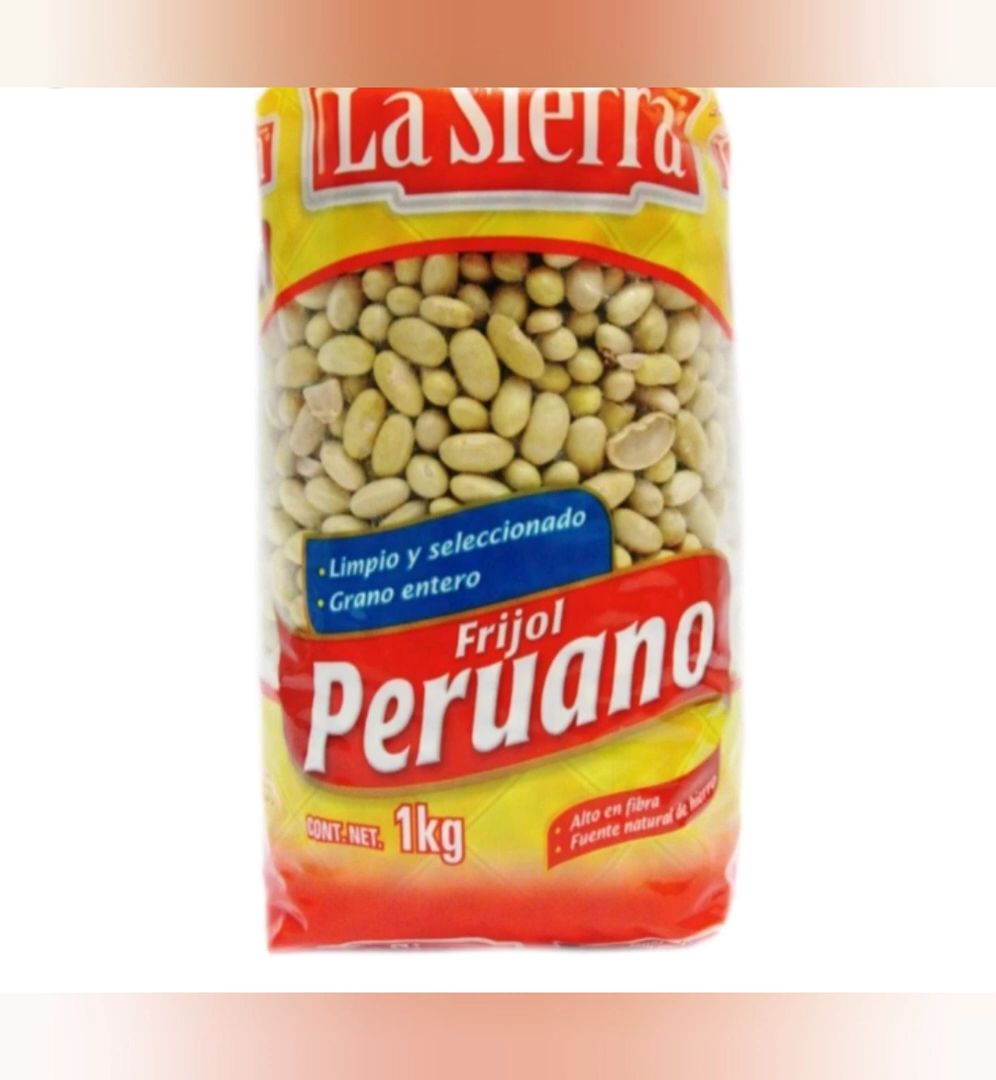 La Sierra
• Limpio y seleccionado
• Grano entero
Frijol
Peruano
CONT. NET. 1kg
• Alto en fibra
• Fuente natural de hierro